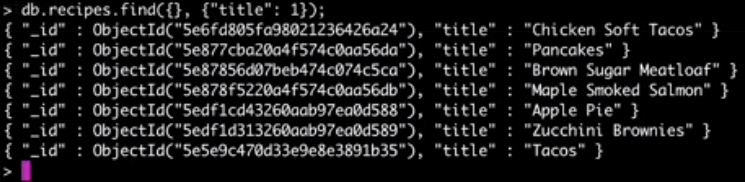 > db.recipes.find({}, {"title": 1});
{ "_id" : ObjectId("5e6fd805fa98021236426a24"), "title" : "Chicken Soft Tacos" }
{ "_id" : ObjectId("5e877cba20a4f574c0aa56da"), "title" : "Pancakes" }
{ "_id" : ObjectId("5e87856d07beb474c074c5ca"), "title" : "Brown Sugar Meatloaf" }
{ "_id" : ObjectId("5e878f5220a4f574c0aa56db"), "title" : "Maple Smoked Salmon" }
{ "_id" : ObjectId("5edf1cd43260aab97ea0d588"), "title" : "Apple Pie" }
{ "_id" : ObjectId("5edf1d313260aab97ea0d589"), "title" : "Zucchini Brownies" }
{ "_id" : ObjectId("5e5e9c470d33e9e8e3891b35"), "title" : "Tacos" }
>